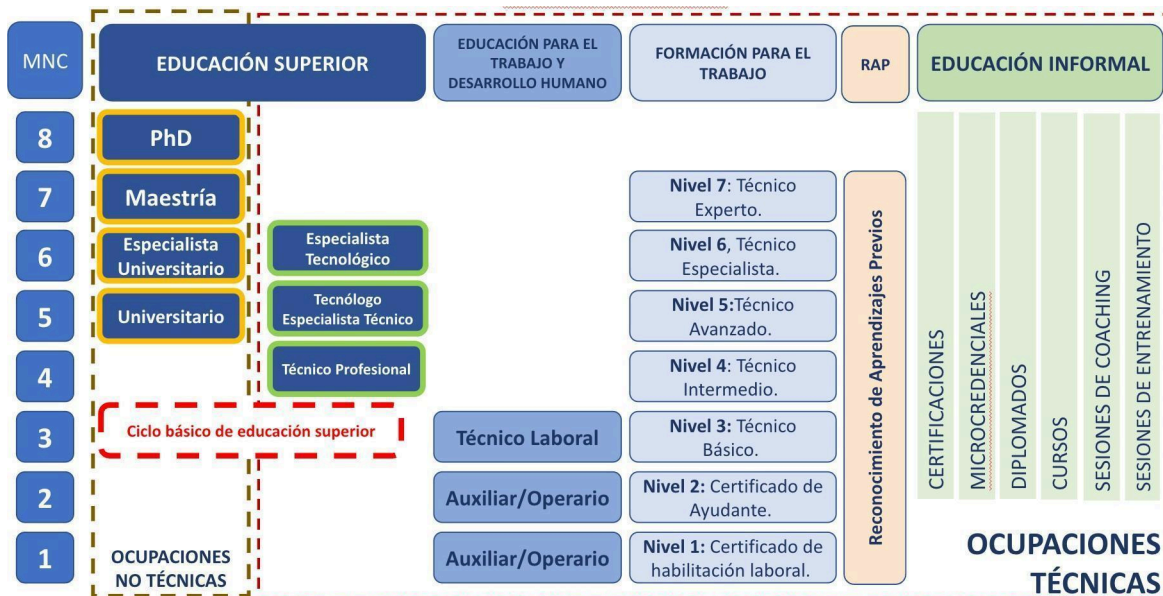 MNC
EDUCACIÓN SUPERIOR
EDUCACIÓN PARA EL
TRABAJO Y
DESARROLLO HUMANO
FORMACIÓN PARA EL
TRABAJO
RAP
EDUCACIÓN INFORMAL
8
PhD
7
Maestría
Nivel 7: Técnico
Experto.
6
Especialista
Universitario
Especialista
Tecnológico
Nivel 6, Técnico
Especialista.
5
Universitario
Tecnólogo
Especialista Técnico
Nivel 5:Técnico
Avanzado.
4
Técnico Profesional
Nivel 4: Técnico
Intermedio.
3
Ciclo básico de educación superior
Técnico Laboral
Nivel 3: Técnico
Básico.
2
Auxiliar/Operario
Nivel 2: Certificado de
Ayudante.
1
OCUPACIONES
NO TÉCNICAS
Auxiliar/Operario
Nivel 1: Certificado de
habilitación laboral.
Reconocimiento de Aprendizajes Previos
CERTIFICACIONES
MICROCREDENCIALES
DIPLOMADOS
CURSOS
SESIONES DE COACHING
SESIONES DE ENTRENAMIENTO
OCUPACIONES
TÉCNICAS